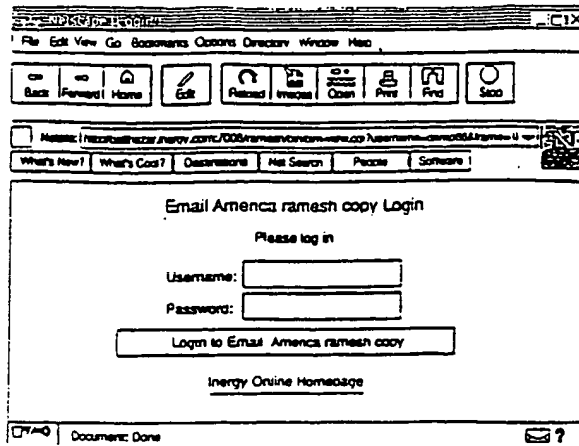 Netscape
File Edit View Go Bookmarks Options Directory Window Help
Back Forward Home Edit Reload Images Open Print Find Stop
Netsite:
What's New? What's Cool? Destinations Net Search People Software
Email America ramesh copy Login
Please log in
Username:
Password:
Login to Email America ramesh copy
Inergy Online Homepage
Document: Done
?